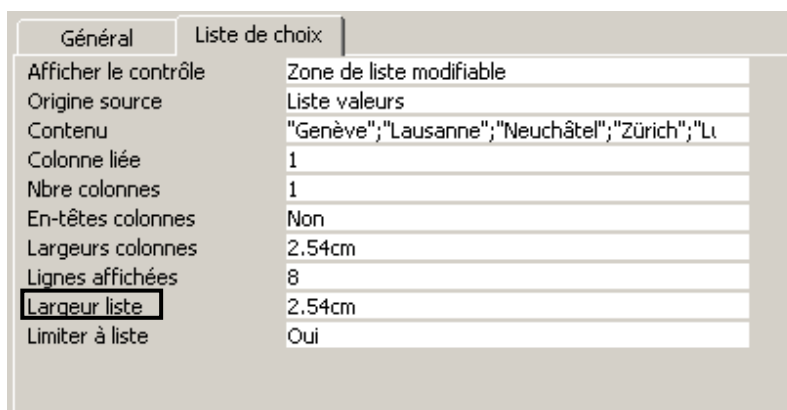 Général Liste de choix
Afficher le contrôle Zone de liste modifiable
Origine source Liste valeurs
Contenu "Genève";"Lausanne";"Neuchâtel";"Zürich";"Lu
Colonne liée 1
Nbre colonnes 1
En-têtes colonnes Non
Largeurs colonnes 2.54cm
Lignes affichées 8
Largeur liste 2.54cm
Limiter à liste Oui